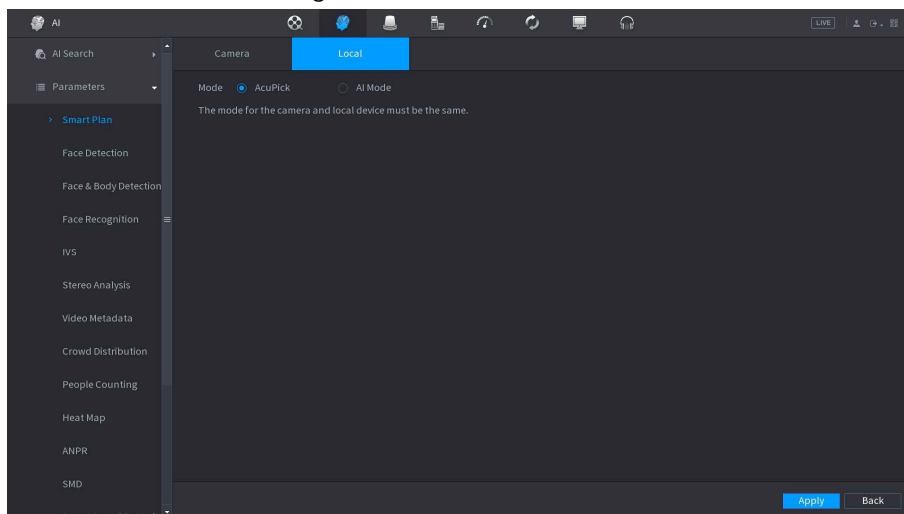 AI
LIVE
AI Search
Camera
Local
Parameters
Mode
AcuPick
AI Mode
The mode for the camera and local device must be the same.
Smart Plan
Face Detection
Face & Body Detection
Face Recognition
IVS
Stereo Analysis
Video Metadata
Crowd Distribution
People Counting
Heat Map
ANPR
SMD
Apply
Back